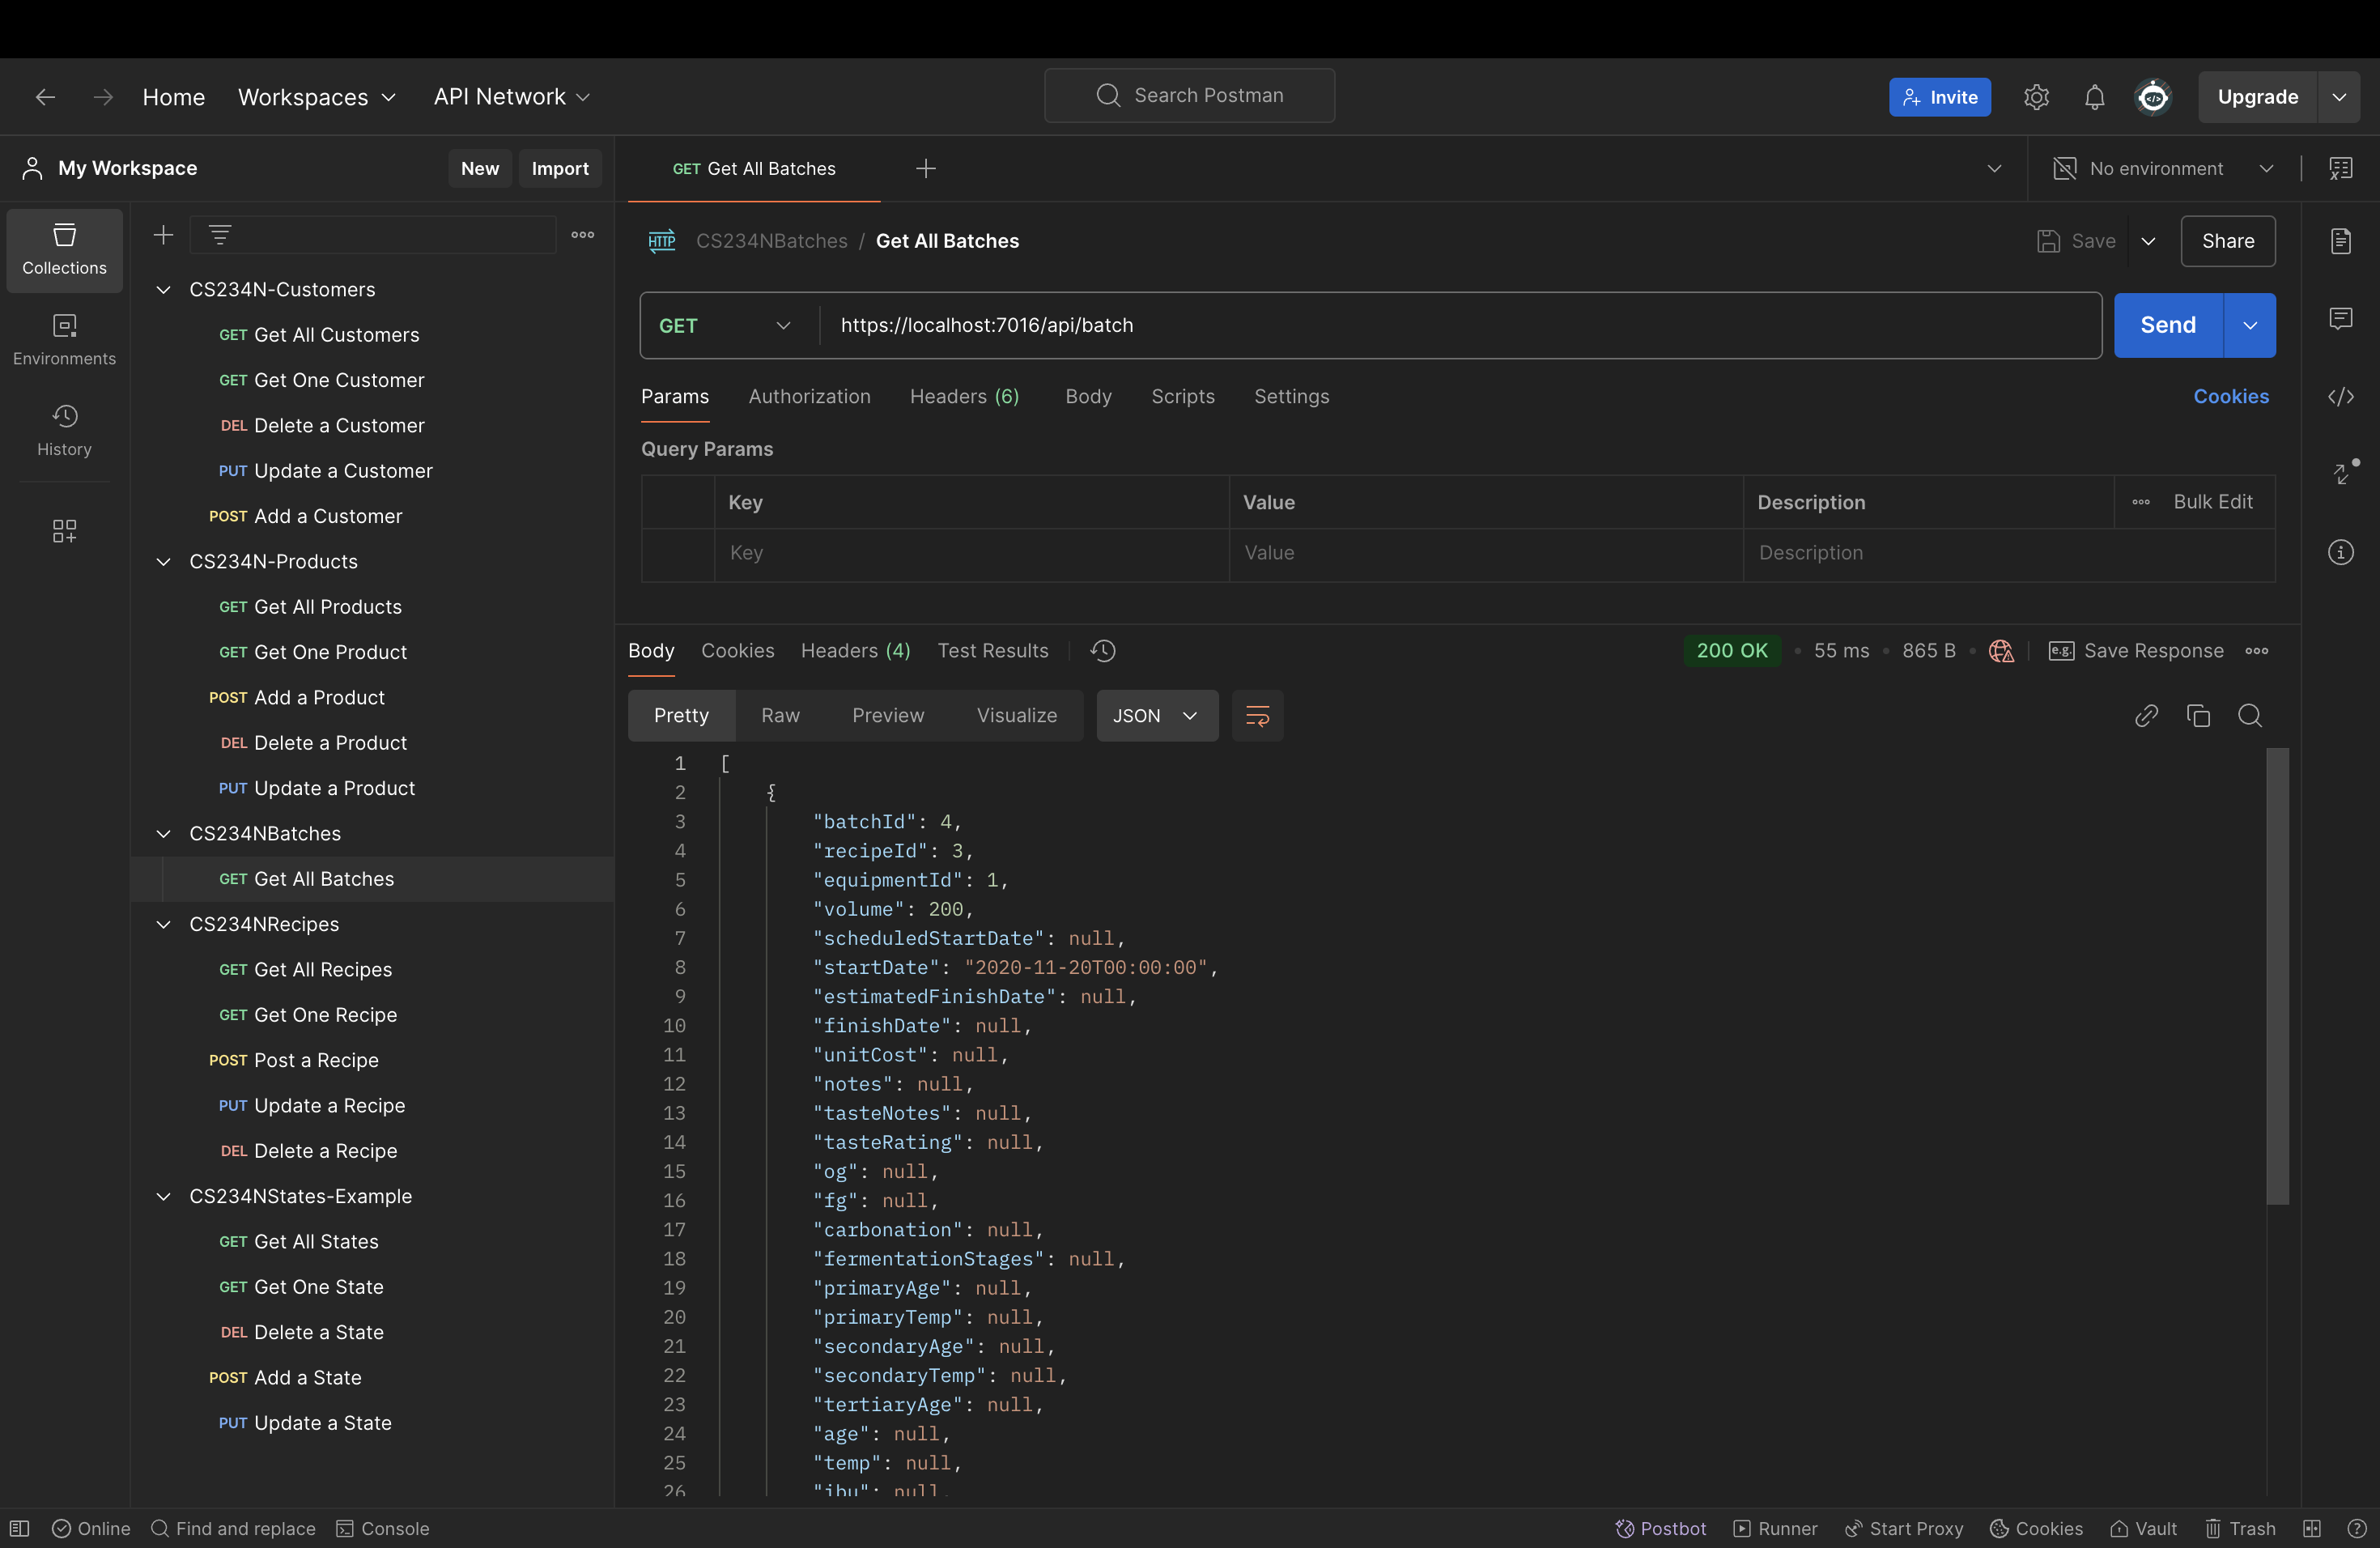 Home Workspaces API Network Search Postman Invite Upgrade
My Workspace New Import GET Get All Batches No environment
Collections
Environments
History
CS234N-Customers
GET Get All Customers
GET Get One Customer
DEL Delete a Customer
PUT Update a Customer
POST Add a Customer
CS234N-Products
GET Get All Products
GET Get One Product
POST Add a Product
DEL Delete a Product
PUT Update a Product
CS234NBatches
GET Get All Batches
CS234NRecipes
GET Get All Recipes
GET Get One Recipe
POST Post a Recipe
PUT Update a Recipe
DEL Delete a Recipe
CS234NStates-Example
GET Get All States
GET Get One State
DEL Delete a State
POST Add a State
PUT Update a State
HTTP CS234NBatches / Get All Batches Save Share
GET https://localhost:7016/api/batch Send
Params Authorization Headers (6) Body Scripts Settings Cookies
Query Params
Key Value Description Bulk Edit
Key Value Description
Body Cookies Headers (4) Test Results 200 OK • 55 ms • 865 B • e.g. Save Response
Pretty Raw Preview Visualize JSON
1 [
2 {
3 "batchId": 4,
4 "recipeId": 3,
5 "equipmentId": 1,
6 "volume": 200,
7 "scheduledStartDate": null,
8 "startDate": "2020-11-20T00:00:00",
9 "estimatedFinishDate": null,
10 "finishDate": null,
11 "unitCost": null,
12 "notes": null,
13 "tasteNotes": null,
14 "tasteRating": null,
15 "og": null,
16 "fg": null,
17 "carbonation": null,
18 "fermentationStages": null,
19 "primaryAge": null,
20 "primaryTemp": null,
21 "secondaryAge": null,
22 "secondaryTemp": null,
23 "tertiaryAge": null,
24 "age": null,
25 "temp": null,
26 "ibu": null,
Online Find and replace Console Postbot Runner Start Proxy Cookies Vault Trash